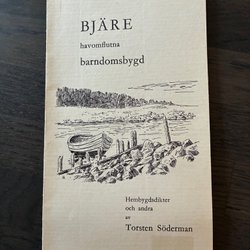 BJÄRE
havomflutna
barndomsbygd
Hembygdsdikter
och andra
av
Torsten Söderman